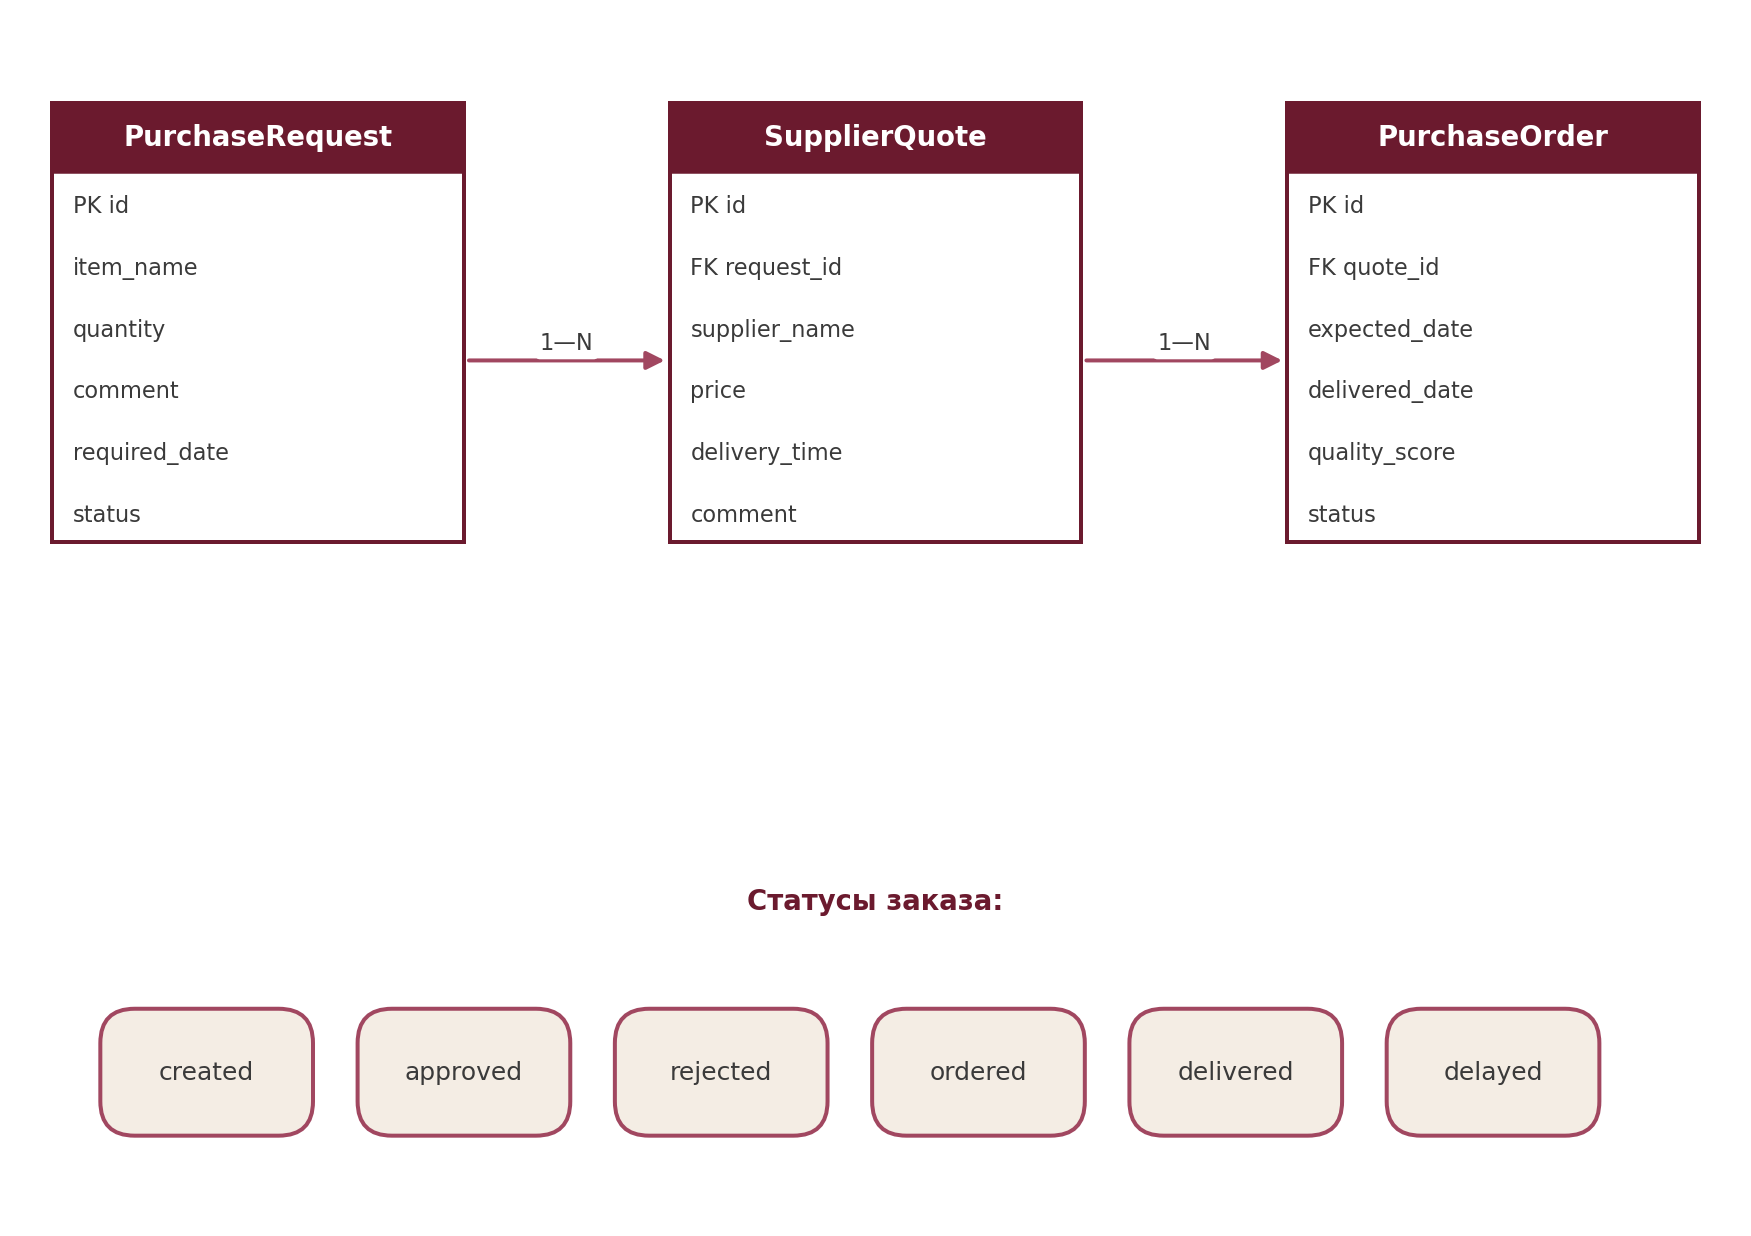 PurchaseRequest
PK id
item_name
quantity
comment
required_date
status
1—N
SupplierQuote
PK id
FK request_id
supplier_name
price
delivery_time
comment
1—N
PurchaseOrder
PK id
FK quote_id
expected_date
delivered_date
quality_score
status
Статусы заказа:
created
approved
rejected
ordered
delivered
delayed